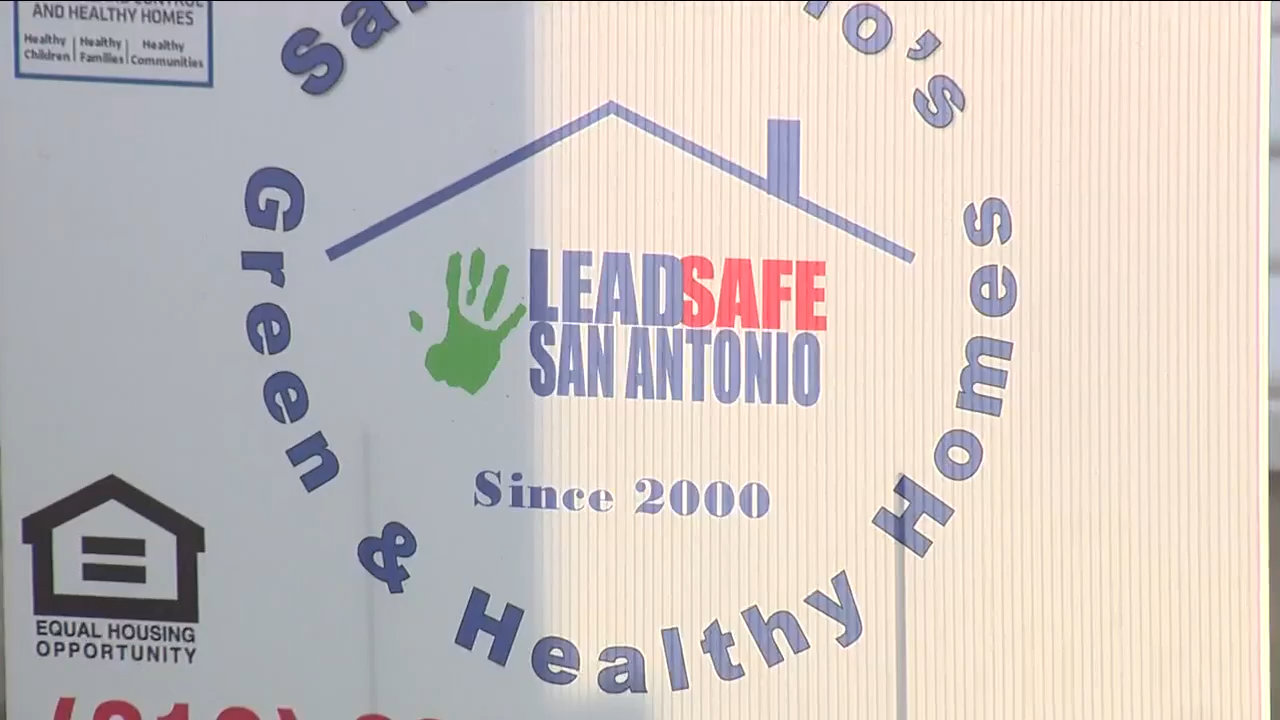 AND HEALTHY HOMES
Healthy Children | Healthy Families | Healthy Communities
Green & Healthy Homes
LEADSAFE
SAN ANTONIO
Since 2000
EQUAL HOUSING
OPPORTUNITY